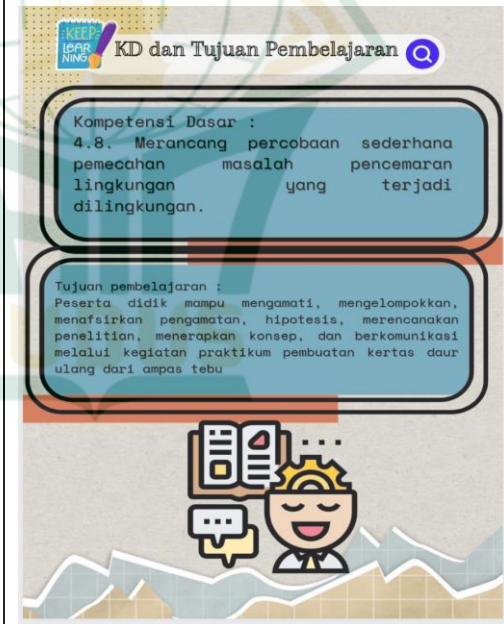 KEEP
LEAR
NING
KD dan Tujuan Pembelajaran
Kompetensi Dasar :
4.8. Merancang percobaan sederhana
pemecahan masalah pencemaran
lingkungan yang terjadi
dilingkungan.
Tujuan pembelajaran :
Peserta didik mampu mengamati, mengelompokkan,
menafsirkan pengamatan, hipotesis, merencanakan
penelitian, menerapkan konsep, dan berkomunikasi
melalui kegiatan praktikum pembuatan kertas daur
ulang dari ampas tebu